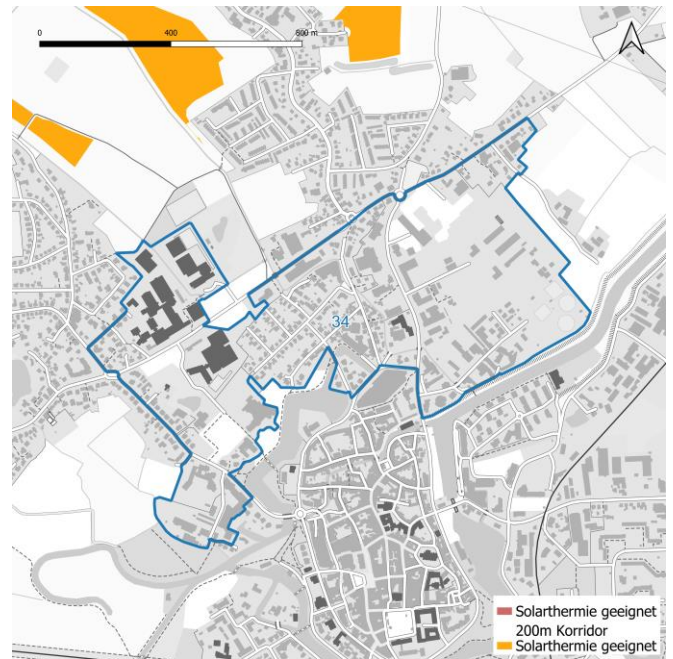 0 400 800 m
34
Solarthermie geeignet
200m Korridor
Solarthermie geeignet